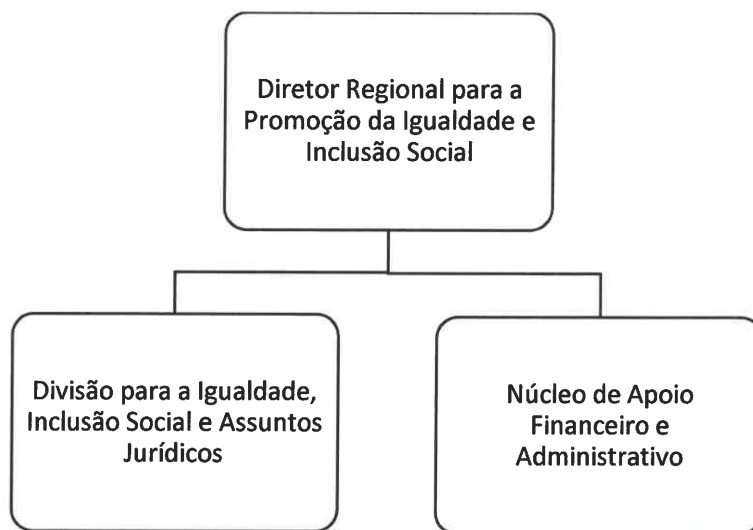 Diretor Regional para a
Promoção da Igualdade e
Inclusão Social
Divisão para a Igualdade,
Inclusão Social e Assuntos
Jurídicos
Núcleo de Apoio
Financeiro e
Administrativo